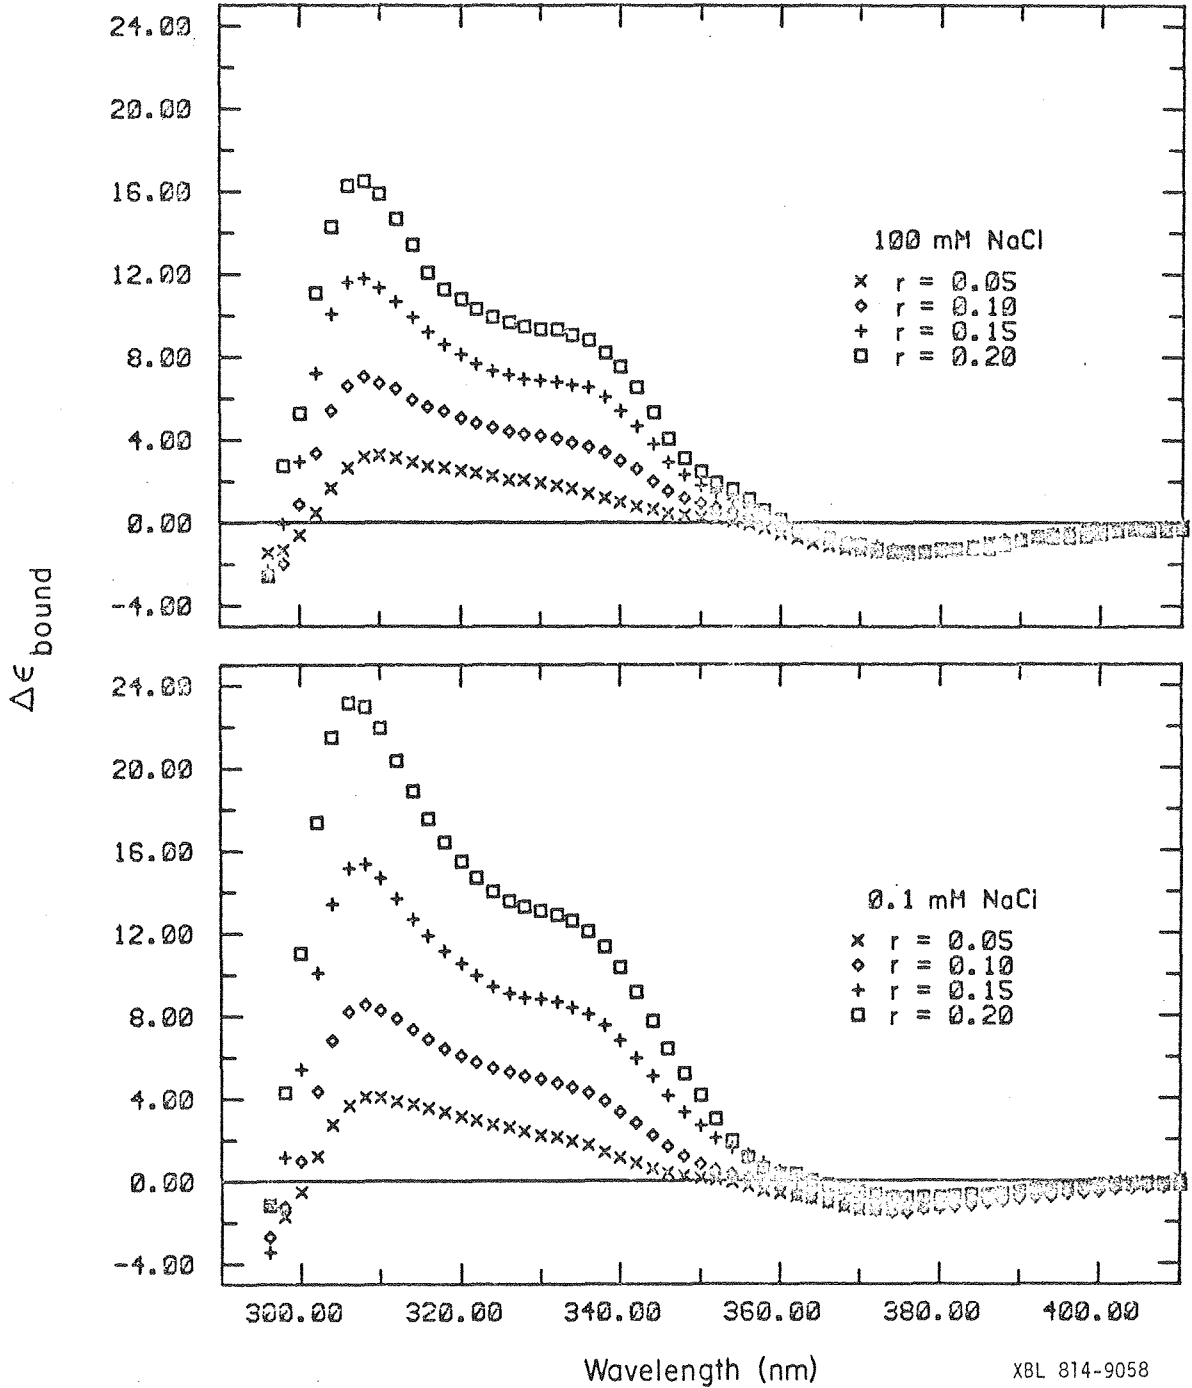 24.00
20.00
16.00
12.00
8.00
4.00
0.00
-4.00
100 mM NaCl
× r = 0.05
◇ r = 0.10
+ r = 0.15
□ r = 0.20
Δϵ bound
24.00
20.00
16.00
12.00
8.00
4.00
0.00
-4.00
0.1 mM NaCl
× r = 0.05
◇ r = 0.10
+ r = 0.15
□ r = 0.20
300.00 320.00 340.00 360.00 380.00 400.00
Wavelength (nm)
XBL 814-9058